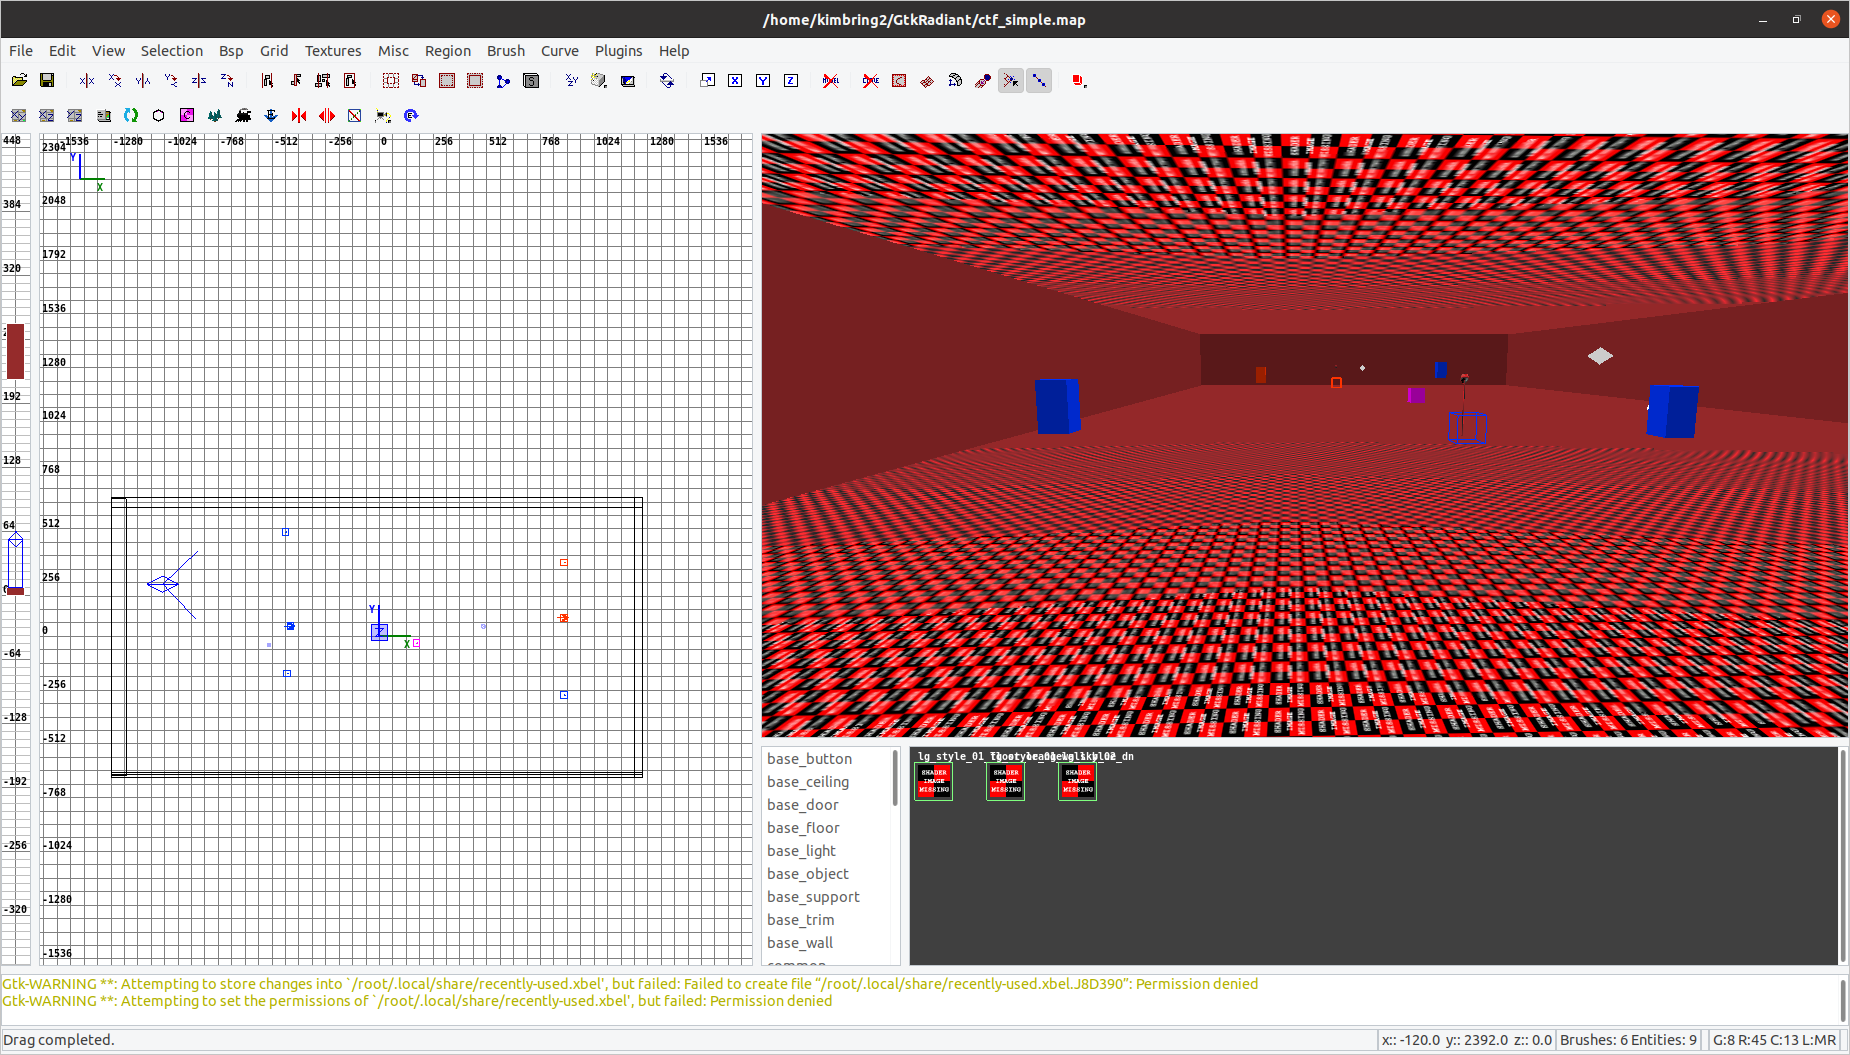 /home/kimbring2/GtkRadiant/ctf_simple.map
File Edit View Selection Bsp Grid Textures Misc Region Brush Curve Plugins Help
448
384
320
192
128
64
0
-64
-128
-192
-256
-320
-1536 -1280 -1024 -768 -512 -256 0 256 512 768 1024 1280 1536
2304
Y
X
2048
1792
1536
1280
1024
768
512
256
0
-256
-512
-768
-1024
-1280
-1536
Y
Z
X
base_button
base_ceiling
base_door
base_floor
base_light
base_object
base_support
base_trim
base_wall
common
SHADER IMAGE MISSING
SHADER IMAGE MISSING
SHADER IMAGE MISSING
Gtk-WARNING **: Attempting to store changes into `/root/.local/share/recently-used.xbel', but failed: Failed to create file “/root/.local/share/recently-used.xbel.J8D390”: Permission denied
Gtk-WARNING **: Attempting to set the permissions of `/root/.local/share/recently-used.xbel', but failed: Permission denied
Drag completed.
x:: -120.0 y:: 2392.0 z:: 0.0 Brushes: 6 Entities: 9 G:8 R:45 C:13 L:MR